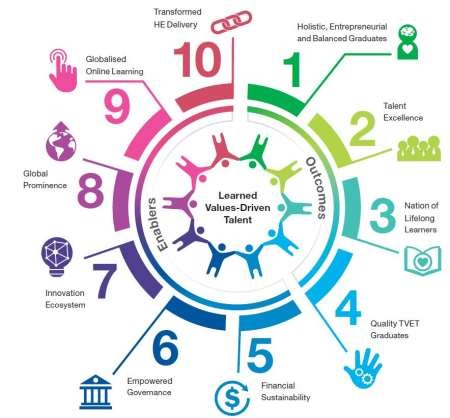 Transformed
HE Delivery
10
1
Holistic, Entrepreneurial
and Balanced Graduates
2
Talent
Excellence
3
Nation of
Lifelong
Learners
4
Quality TVET
Graduates
5
Financial
Sustainability
6
Empowered
Governance
7
Innovation
Ecosystem
8
Global
Prominence
9
Globalised
Online Learning
Enablers
Outcomes
Learned
Values-Driven
Talent
$